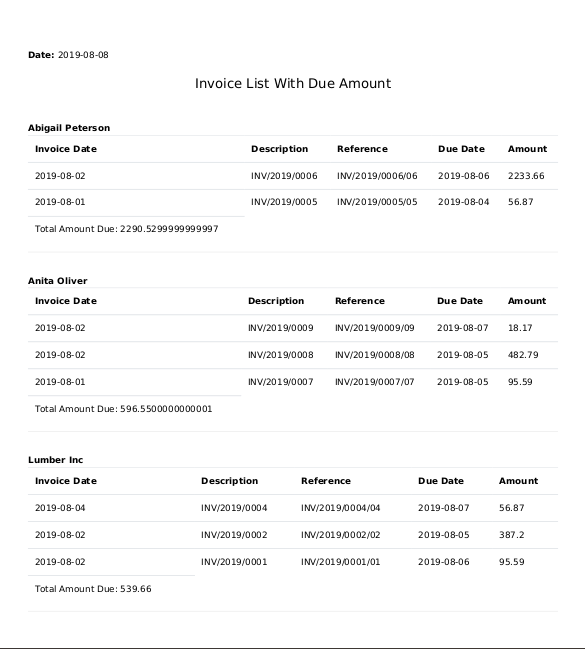 Date: 2019-08-08
Invoice List With Due Amount
Abigail Peterson
Invoice Date Description Reference Due Date Amount
2019-08-02 INV/2019/0006 INV/2019/0006/06 2019-08-06 2233.66
2019-08-01 INV/2019/0005 INV/2019/0005/05 2019-08-04 56.87
Total Amount Due: 2290.5299999999997
Anita Oliver
Invoice Date Description Reference Due Date Amount
2019-08-02 INV/2019/0009 INV/2019/0009/09 2019-08-07 18.17
2019-08-02 INV/2019/0008 INV/2019/0008/08 2019-08-05 482.79
2019-08-01 INV/2019/0007 INV/2019/0007/07 2019-08-05 95.59
Total Amount Due: 596.5500000000001
Lumber Inc
Invoice Date Description Reference Due Date Amount
2019-08-04 INV/2019/0004 INV/2019/0004/04 2019-08-07 56.87
2019-08-02 INV/2019/0002 INV/2019/0002/02 2019-08-05 387.2
2019-08-02 INV/2019/0001 INV/2019/0001/01 2019-08-06 95.59
Total Amount Due: 539.66